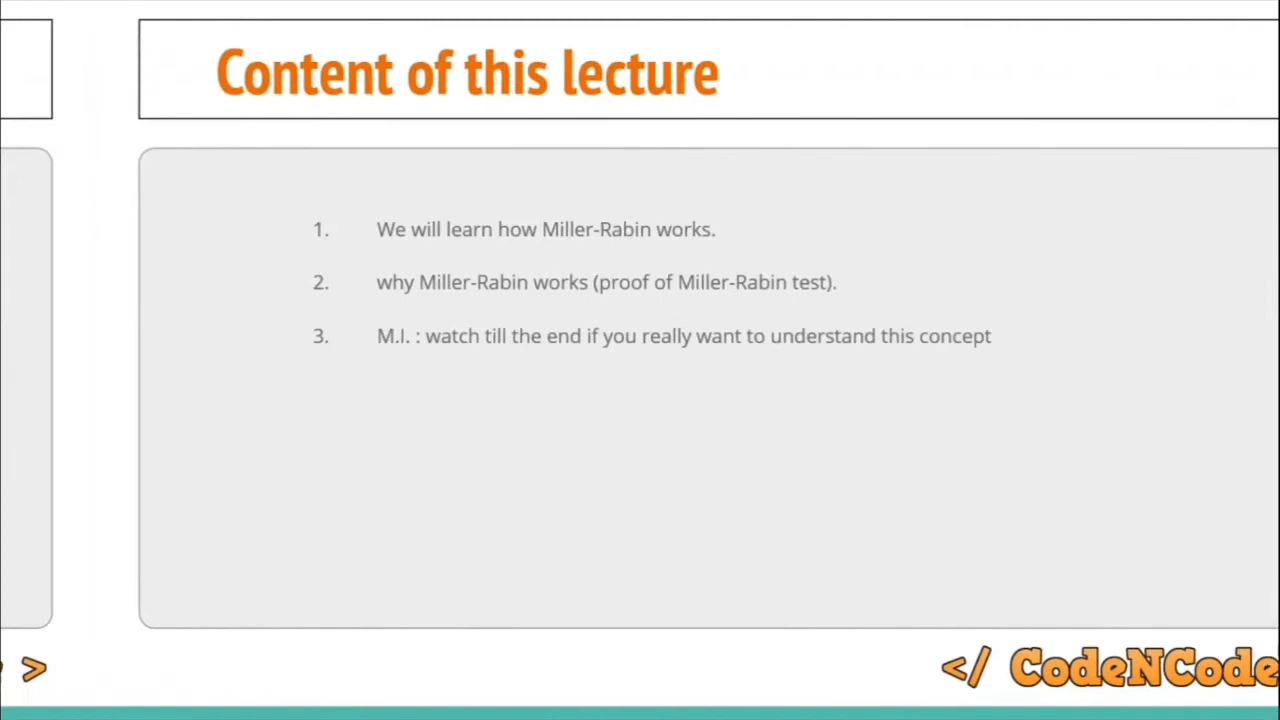 Content of this lecture
1. We will learn how Miller-Rabin works.
2. why Miller-Rabin works (proof of Miller-Rabin test).
3. M.I. : watch till the end if you really want to understand this concept
>
</ CodeNCode